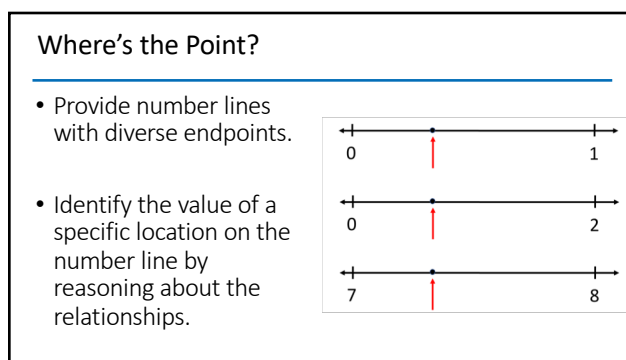 Where’s the Point?
• Provide number lines
with diverse endpoints.
• Identify the value of a
specific location on the
number line by
reasoning about the
relationships.
0 1
0 2
7 8